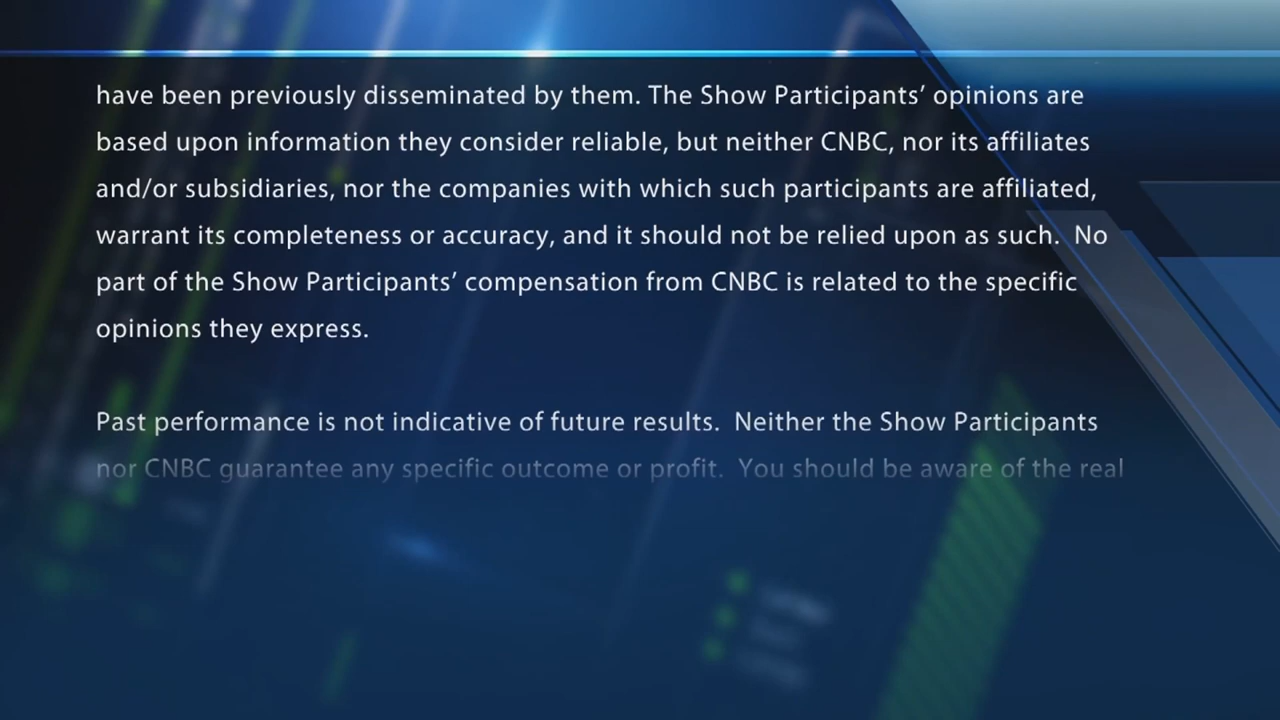 have been previously disseminated by them. The Show Participants’ opinions are
based upon information they consider reliable, but neither CNBC, nor its affiliates
and/or subsidiaries, nor the companies with which such participants are affiliated,
warrant its completeness or accuracy, and it should not be relied upon as such.  No
part of the Show Participants’ compensation from CNBC is related to the specific
opinions they express.
Past performance is not indicative of future results.  Neither the Show Participants
nor CNBC guarantee any specific outcome or profit.  You should be aware of the real